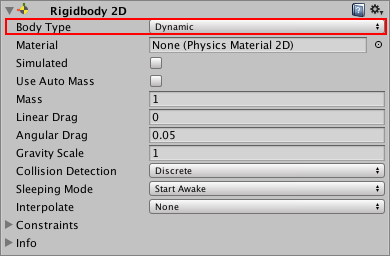 Rigidbody 2D
Body Type Dynamic
Material None (Physics Material 2D)
Simulated
Use Auto Mass
Mass 1
Linear Drag 0
Angular Drag 0.05
Gravity Scale 1
Collision Detection Discrete
Sleeping Mode Start Awake
Interpolate None
Constraints
Info